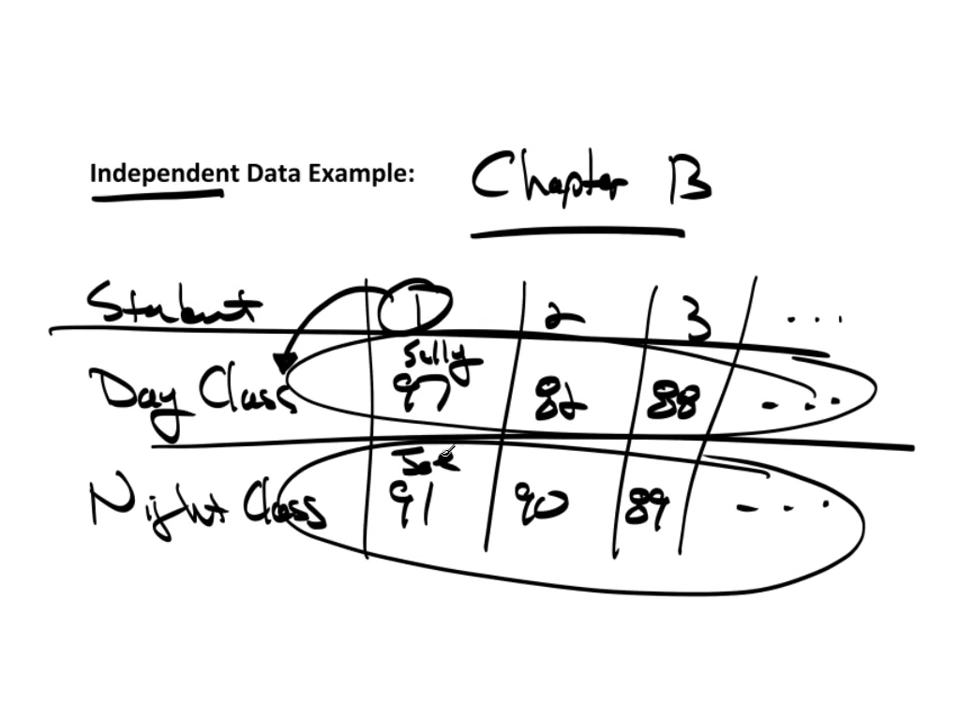 Independent Data Example: Chapter B
Student 1 2 3 ...
Sully
Day Class 97 82 88 ...
Joe
Night Class 91 90 89 ...